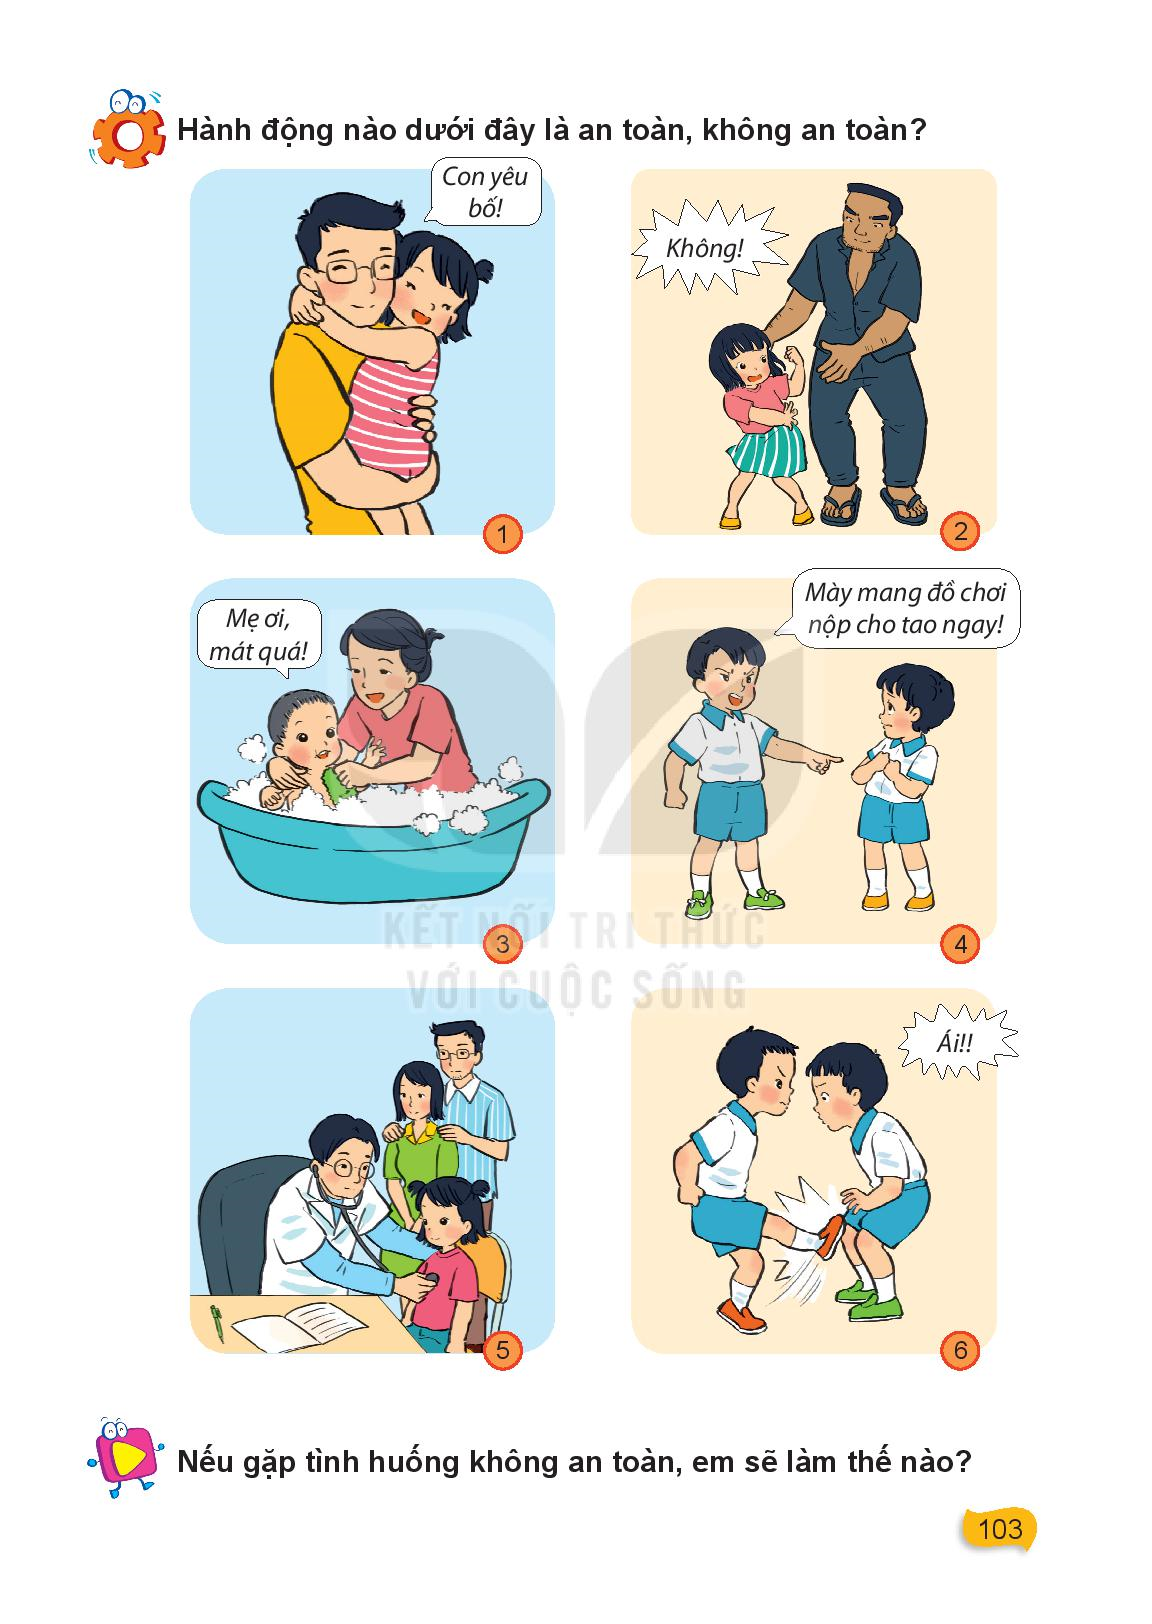 Hành động nào dưới đây là an toàn, không an toàn?
Con yêu
bố!
Không!
1
2
Mẹ ơi,
mát quá!
Mày mang đồ chơi
nộp cho tao ngay!
3
4
KẾT NỐI TRI THỨC
VỚI CUỘC SỐNG
Ái!!
5
6
Nếu gặp tình huống không an toàn, em sẽ làm thế nào?
103